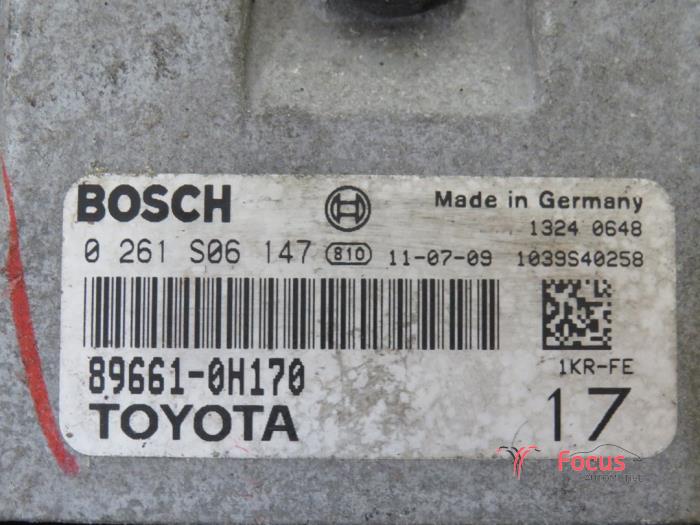 BOSCH
Made in Germany
1324 0648
0 261 S06 147 810 11-07-09 1039S40258
89661-0H170
1KR-FE
TOYOTA
17
Focus
AUTOMOTIVE